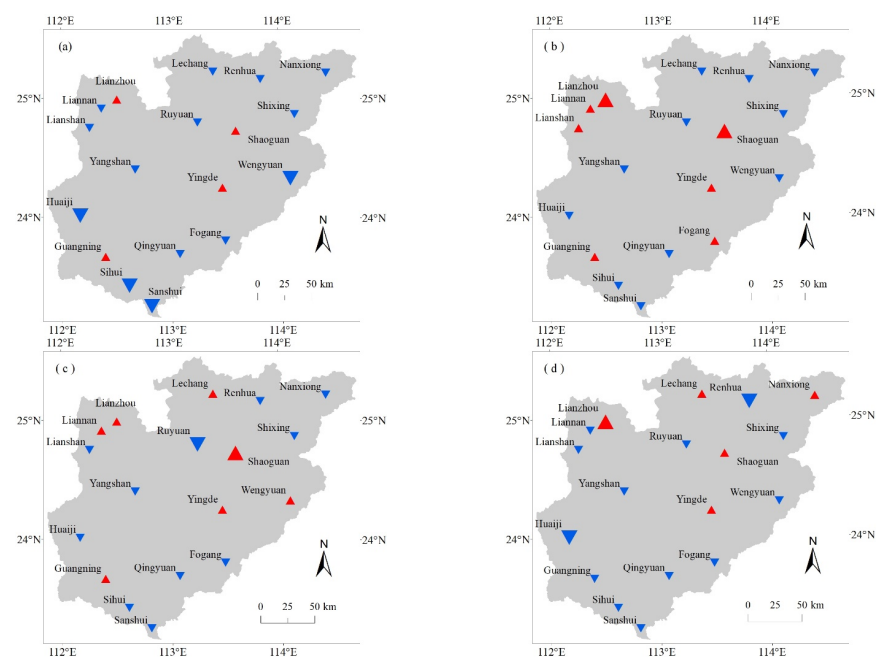 112°E 113°E 114°E
(a)
Lechang
Renhua
Nanxiong
Lianzhou
25°N
25°N
Liannan
Lianshan
Ruyuan
Shixing
Shaoguan
Yangshan
Wengyuan
Yingde
Huaiji
24°N
24°N
Guangning
Qingyuan
Fogang
N
Sihui
Sanshui
0 25 50 km
112°E 113°E 114°E
112°E 113°E 114°E
( b )
Lechang
Renhua
Nanxiong
Lianzhou
25°N
25°N
Liannan
Lianshan
Ruyuan
Shixing
Shaoguan
Yangshan
Wengyuan
Yingde
Huaiji
24°N
24°N
Guangning
Qingyuan
Fogang
N
Sihui
Sanshui
0 25 50 km
112°E 113°E 114°E
112°E 113°E 114°E
( c )
Lechang
Renhua
Nanxiong
Lianzhou
25°N
25°N
Liannan
Lianshan
Ruyuan
Shixing
Shaoguan
Yangshan
Wengyuan
Yingde
Huaiji
24°N
24°N
Guangning
Qingyuan
Fogang
N
Sihui
Sanshui
0 25 50 km
112°E 113°E 114°E
112°E 113°E 114°E
( d )
Lechang
Renhua
Nanxiong
Lianzhou
25°N
25°N
Liannan
Lianshan
Ruyuan
Shixing
Shaoguan
Yangshan
Wengyuan
Yingde
Huaiji
24°N
24°N
Guangning
Qingyuan
Fogang
N
Sihui
Sanshui
0 25 50 km
112°E 113°E 114°E